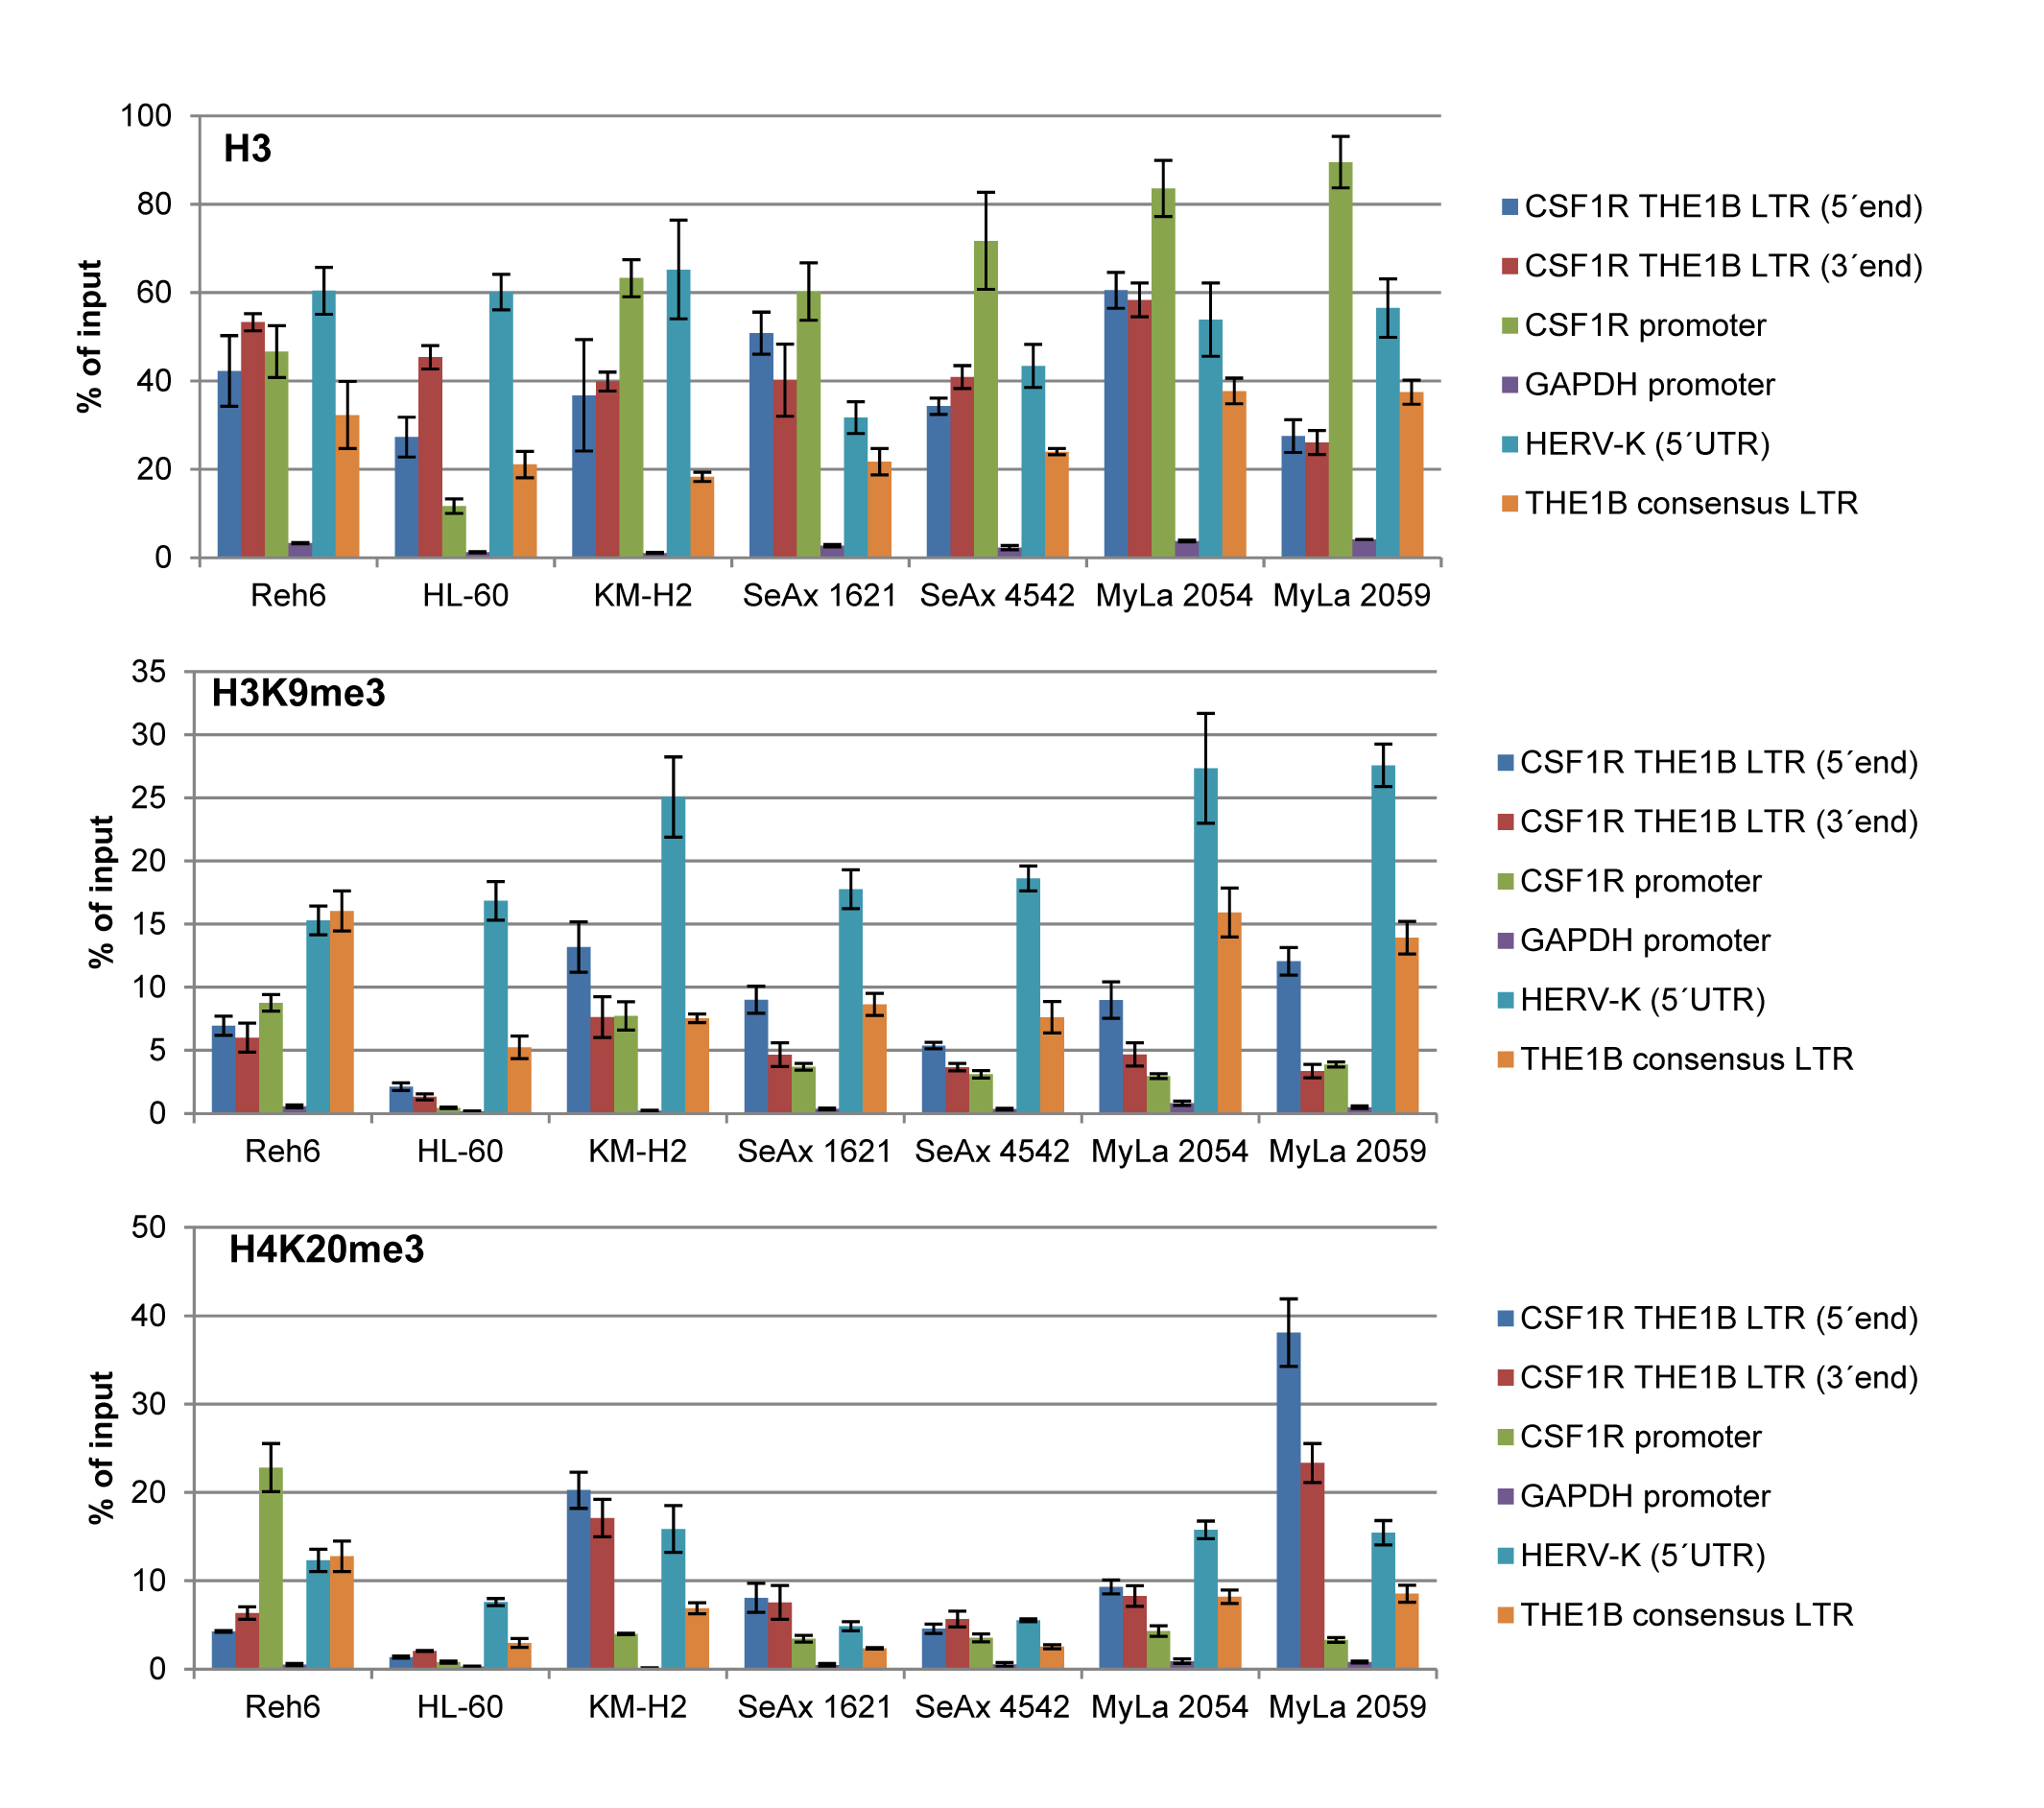 H3
% of input
100
80
60
40
20
0
Reh6 HL-60 KM-H2 SeAx 1621 SeAx 4542 MyLa 2054 MyLa 2059
CSF1R THE1B LTR (5´end)
CSF1R THE1B LTR (3´end)
CSF1R promoter
GAPDH promoter
HERV-K (5´UTR)
THE1B consensus LTR
H3K9me3
% of input
35
30
25
20
15
10
5
0
Reh6 HL-60 KM-H2 SeAx 1621 SeAx 4542 MyLa 2054 MyLa 2059
CSF1R THE1B LTR (5´end)
CSF1R THE1B LTR (3´end)
CSF1R promoter
GAPDH promoter
HERV-K (5´UTR)
THE1B consensus LTR
H4K20me3
% of input
50
40
30
20
10
0
Reh6 HL-60 KM-H2 SeAx 1621 SeAx 4542 MyLa 2054 MyLa 2059
CSF1R THE1B LTR (5´end)
CSF1R THE1B LTR (3´end)
CSF1R promoter
GAPDH promoter
HERV-K (5´UTR)
THE1B consensus LTR